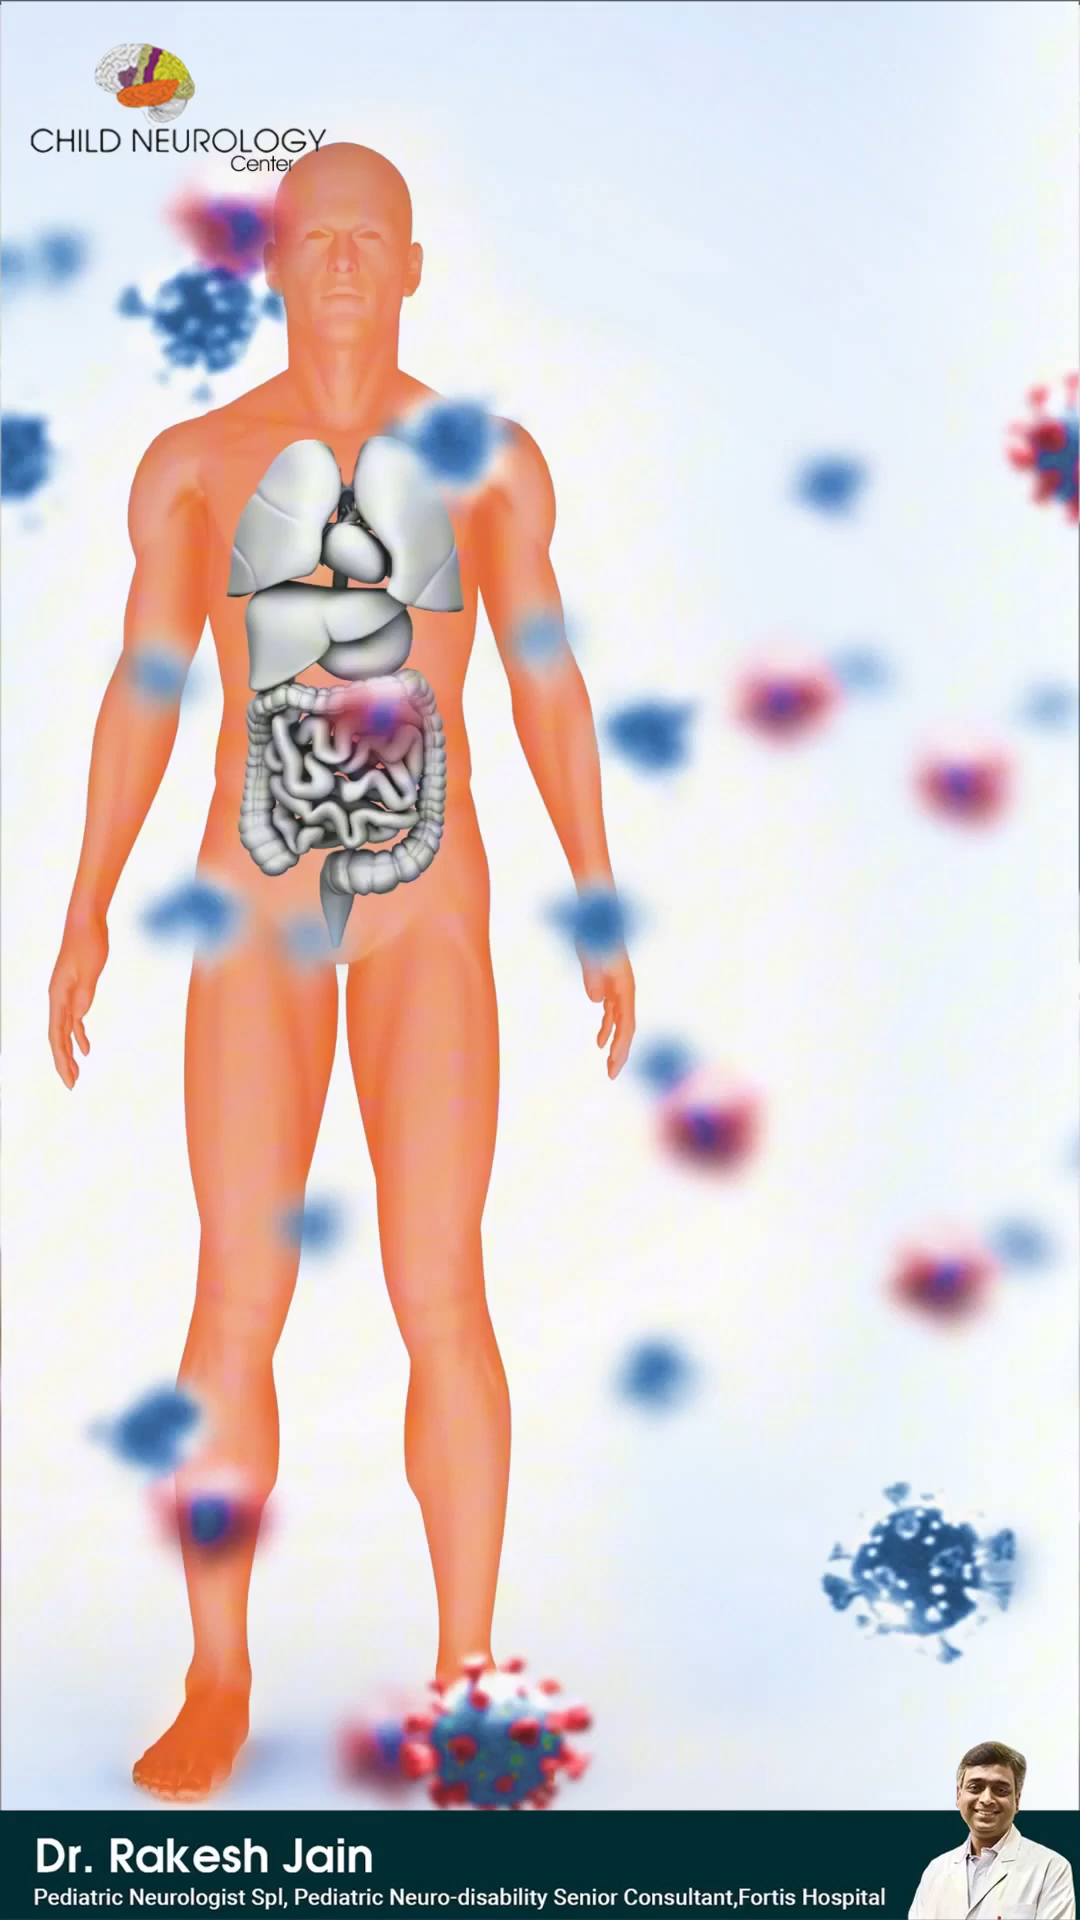 CHILD NEUROLOGY
Center
Dr. Rakesh Jain
Pediatric Neurologist Spl, Pediatric Neuro-disability Senior Consultant,Fortis Hospital